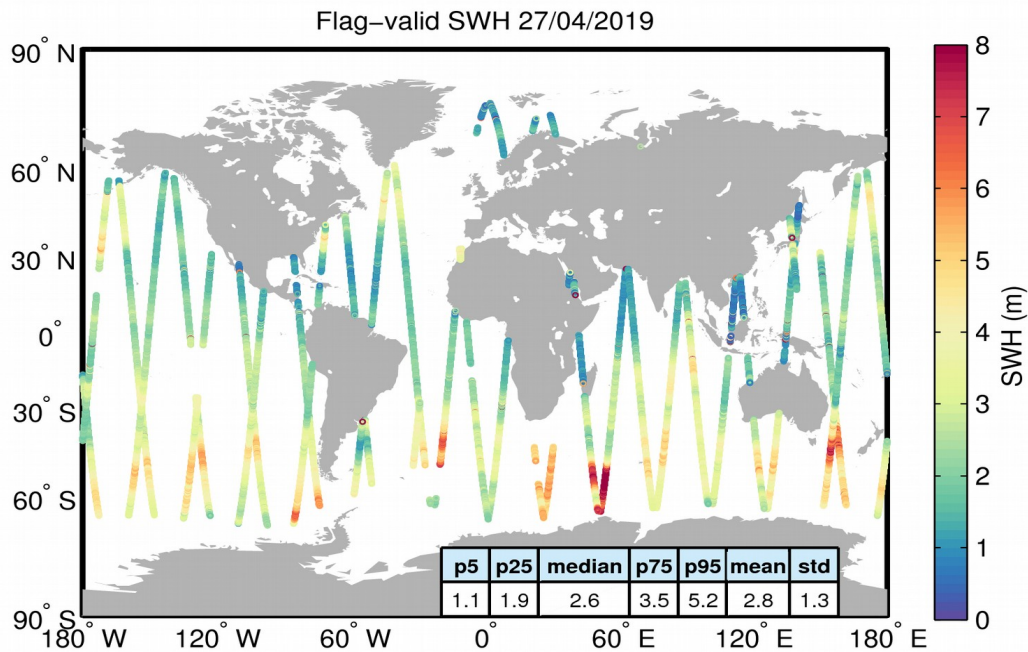 Flag−valid SWH 27/04/2019
90° N
60° N
30° N
0°
30° S
60° S
90° S
180° W
120° W
60° W
0°
60° E
120° E
180° E
8
7
6
5
4
3
2
1
0
SWH (m)
p5 p25 median p75 p95 mean std
1.1 1.9 2.6 3.5 5.2 2.8 1.3